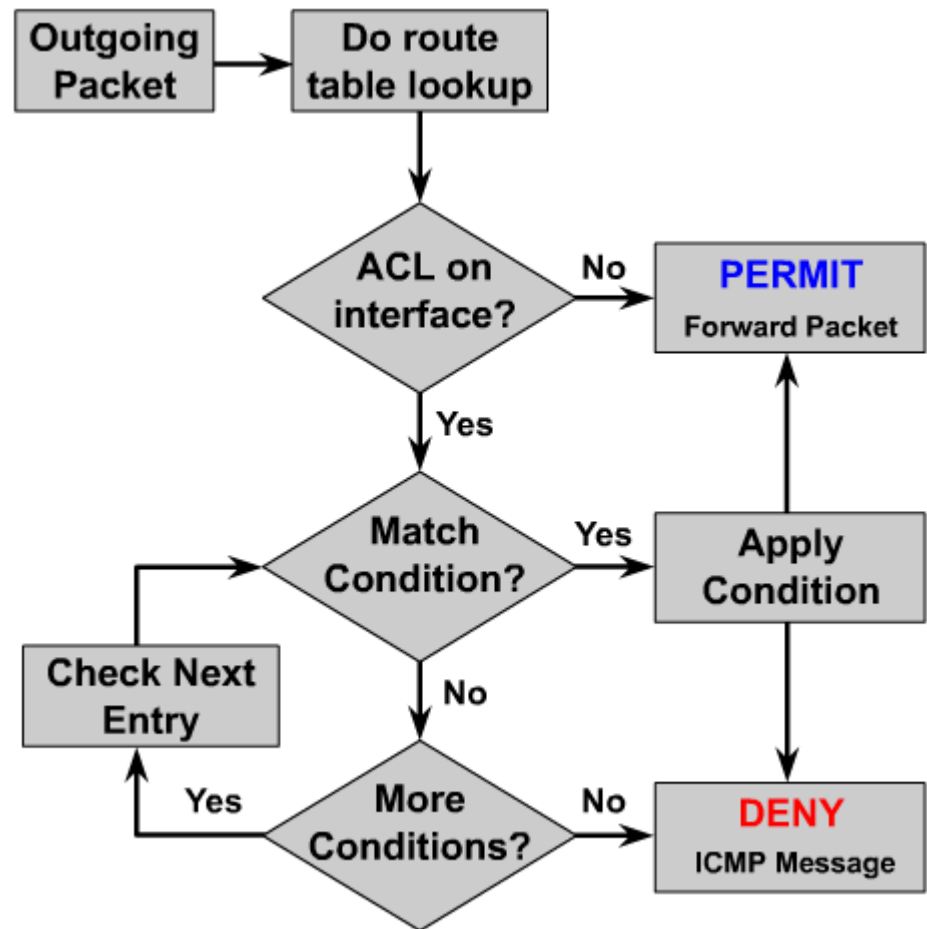 Outgoing
Packet
Do route
table lookup
ACL on
interface?
No
PERMIT
Forward Packet
Yes
Match
Condition?
Yes
Apply
Condition
Check Next
Entry
No
Yes
More
Conditions?
No
DENY
ICMP Message